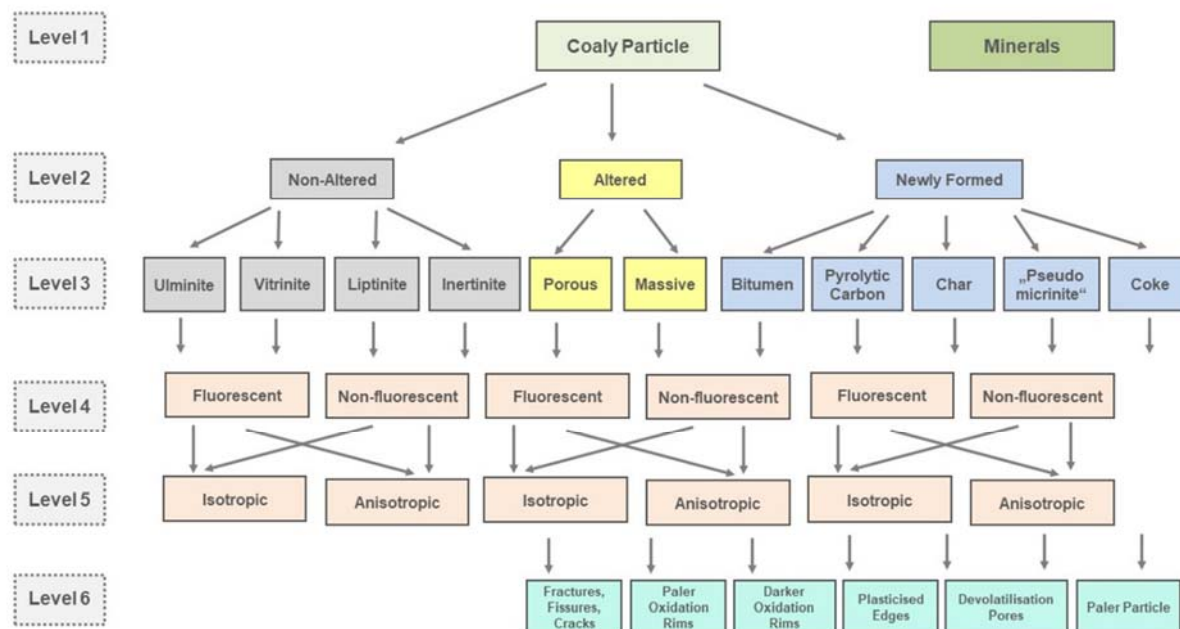 Level 1
Coaly Particle
Minerals
Level 2
Non-Altered
Altered
Newly Formed
Level 3
Ulminite
Vitrinite
Liptinite
Inertinite
Porous
Massive
Bitumen
Pyrolytic
Carbon
Char
„Pseudo
micrinite“
Coke
Level 4
Fluorescent
Non-fluorescent
Fluorescent
Non-fluorescent
Fluorescent
Non-fluorescent
Level 5
Isotropic
Anisotropic
Isotropic
Anisotropic
Isotropic
Anisotropic
Level 6
Fractures,
Fissures,
Cracks
Paler
Oxidation
Rims
Darker
Oxidation
Rims
Plasticised
Edges
Devolatilisation
Pores
Paler Particle